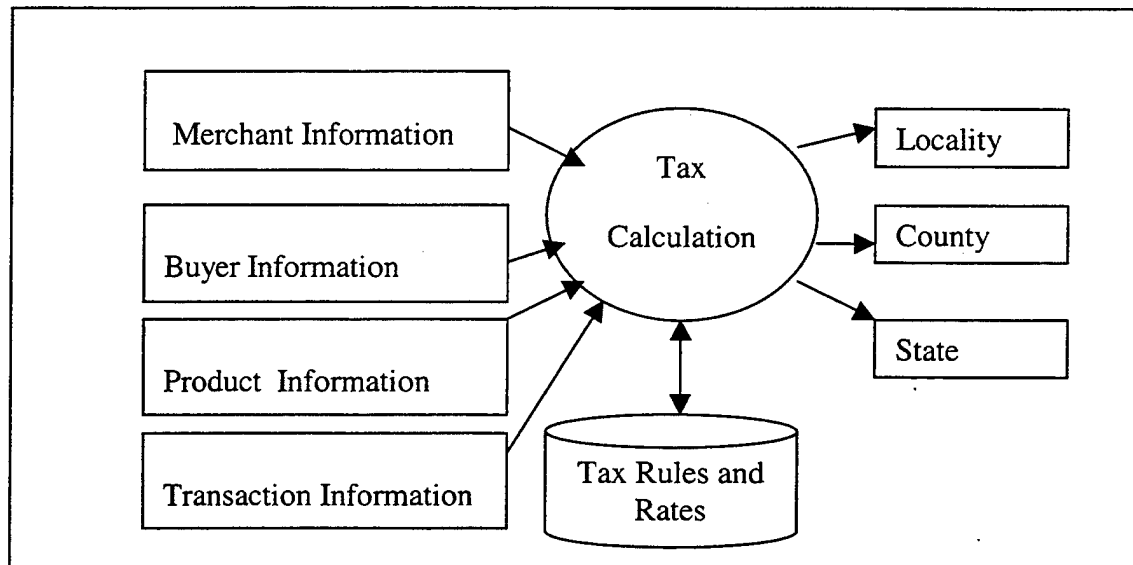 Merchant Information
Buyer Information
Product Information
Transaction Information
Tax
Calculation
Tax Rules and
Rates
Locality
County
State